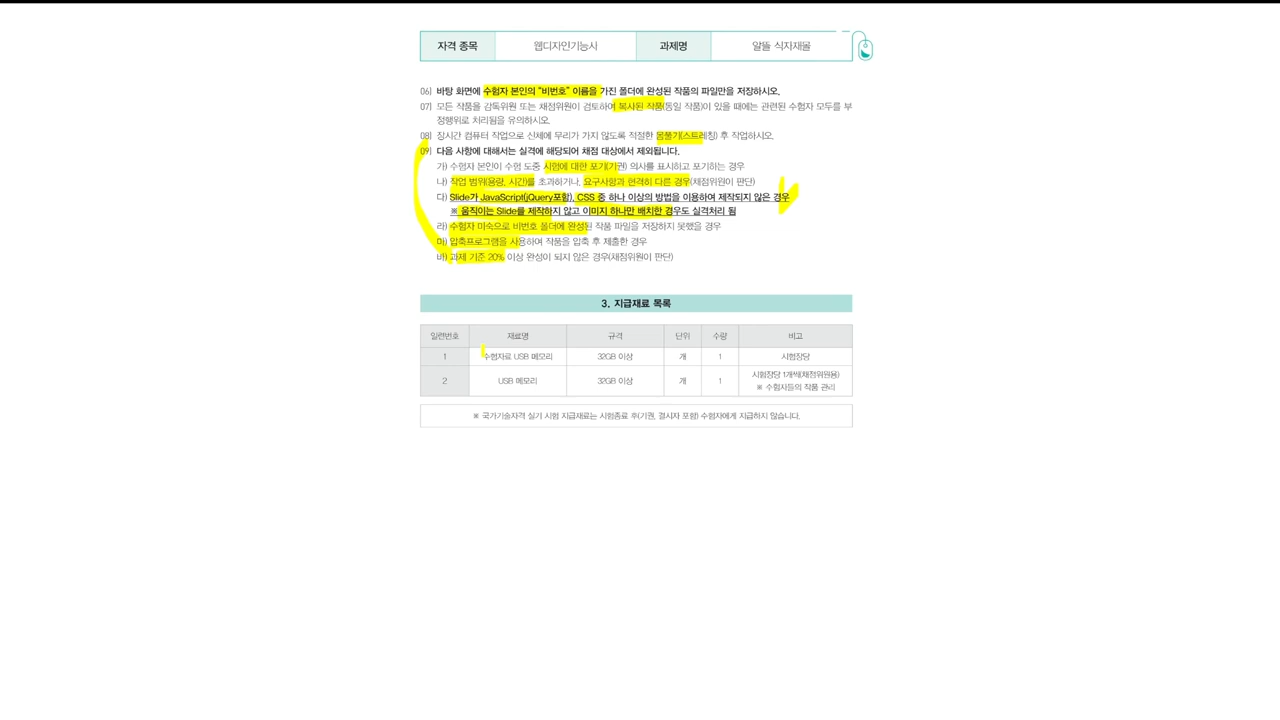 자격 종목 웹디자인기능사 과제명 알뜰 식자재몰
06) 바탕 화면에 수험자 본인의 "비번호" 이름을 가진 폴더에 완성된 작품의 파일만을 저장하시오.
07) 모든 작품을 감독위원 또는 채점위원이 검토하여 복사된 작품(동일 작품)이 있을 때에는 관련된 수험자 모두를 부
정행위로 처리됨을 유의하시오.
08) 장시간 컴퓨터 작업으로 신체에 무리가 가지 않도록 적절한 몸풀기(스트레칭) 후 작업하시오.
09) 다음 사항에 대해서는 실격에 해당되어 채점 대상에서 제외됩니다.
가) 수험자 본인이 수험 도중 시험에 대한 포기(기권) 의사를 표시하고 포기하는 경우
나) 작업 범위(용량, 시간)를 초과하거나, 요구사항과 현격히 다른 경우(채점위원이 판단)
다) Slide가 JavaScript(jQuery포함), CSS 중 하나 이상의 방법을 이용하여 제작되지 않은 경우
※ 움직이는 Slide를 제작하지 않고 이미지 하나만 배치한 경우도 실격처리 됨
라) 수험자 미숙으로 비번호 폴더에 완성된 작품 파일을 저장하지 못했을 경우
마) 압축프로그램을 사용하여 작품을 압축 후 제출한 경우
바) 과제 기준 20% 이상 완성이 되지 않은 경우(채점위원이 판단)
3. 지급재료 목록
일련번호 재료명 규격 단위 수량 비고
1 수험자료 USB 메모리 32GB 이상 개 1 시험장당
2 USB 메모리 32GB 이상 개 1 시험장당 1개씩(채점위원용)
※ 수험자들의 작품 관리
※ 국가기술자격 실기 시험 지급재료는 시험종료 후(기권, 결시자 포함) 수험자에게 지급하지 않습니다.